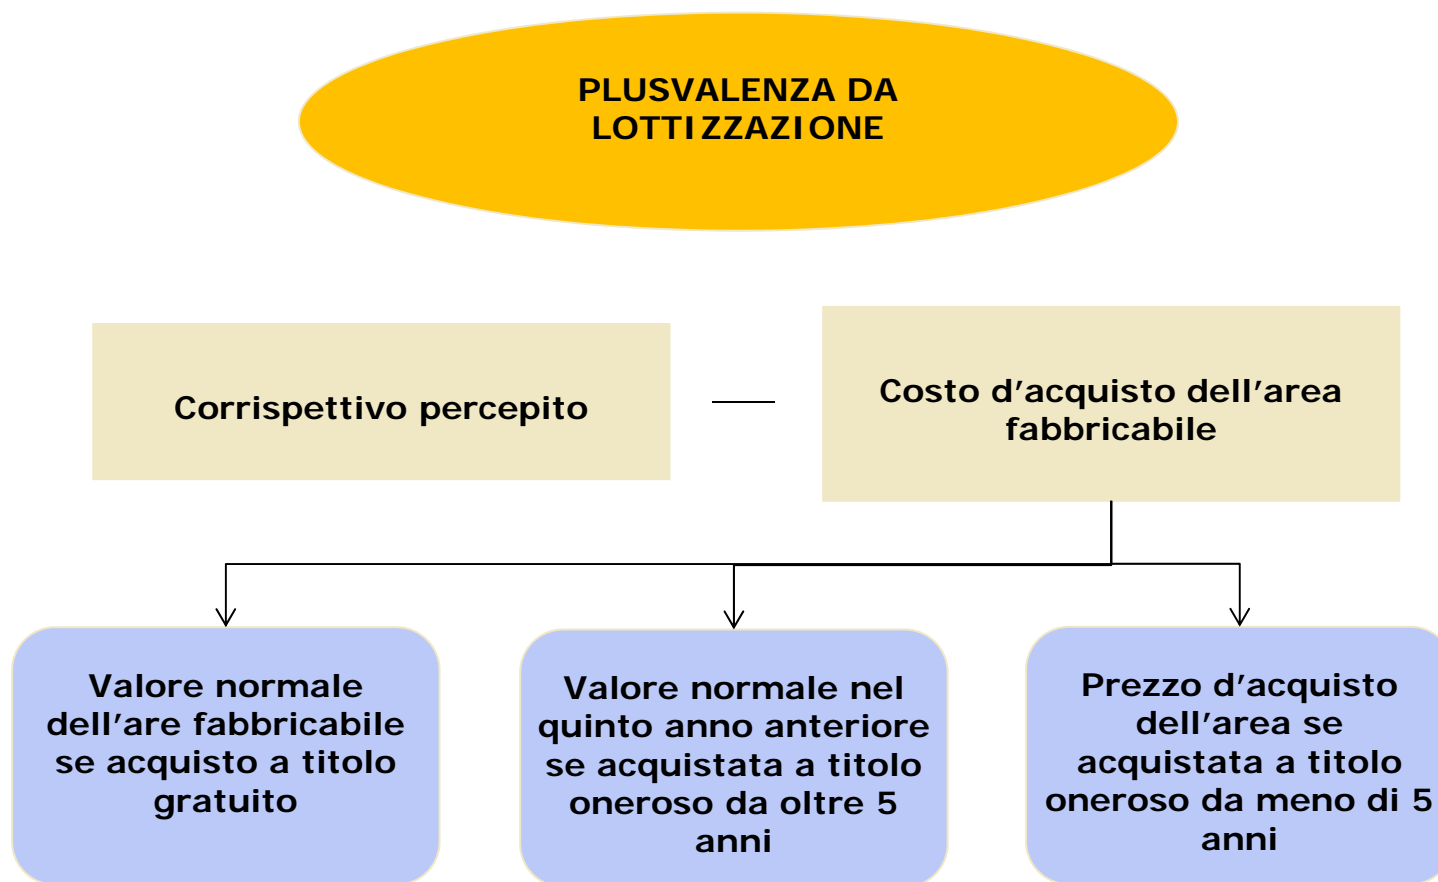 PLUSVALENZA DA
LOTTIZZAZIONE
Corrispettivo percepito
Costo d’acquisto dell’area
fabbricabile
Valore normale
dell’are fabbricabile
se acquisto a titolo
gratuito
Valore normale nel
quinto anno anteriore
se acquistata a titolo
oneroso da oltre 5
anni
Prezzo d’acquisto
dell’area se
acquistata a titolo
oneroso da meno di 5
anni